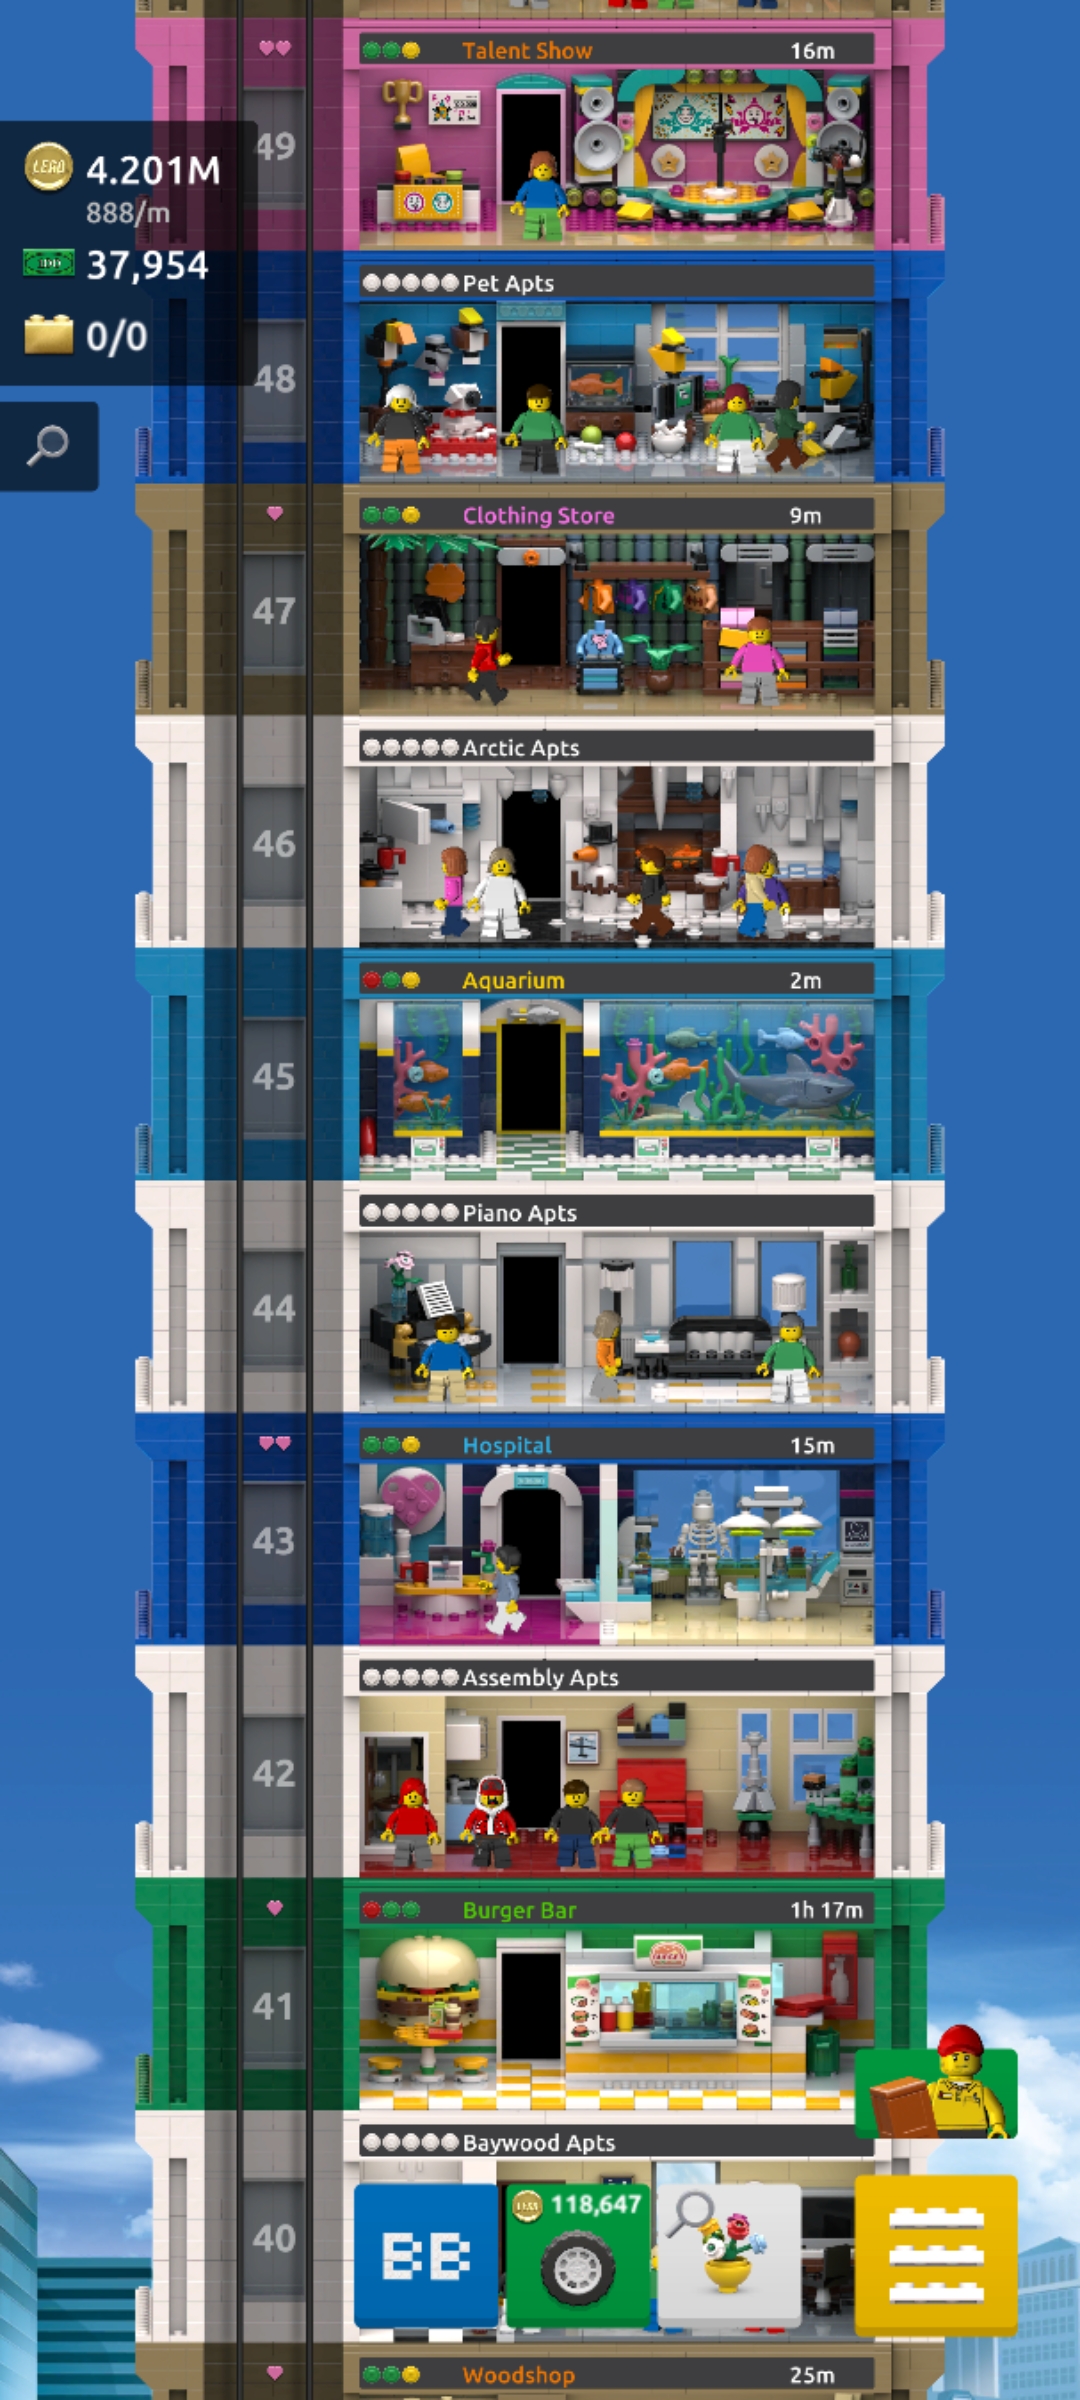 Talent Show 16m
49
LEGO 4.201M
888/m
37,954
0/0
Pet Apts
48
Clothing Store 9m
47
Arctic Apts
46
Aquarium 2m
45
Piano Apts
44
Hospital 15m
43
Assembly Apts
42
Burger Bar 1h 17m
41
Baywood Apts
40
BB
118,647
Woodshop 25m